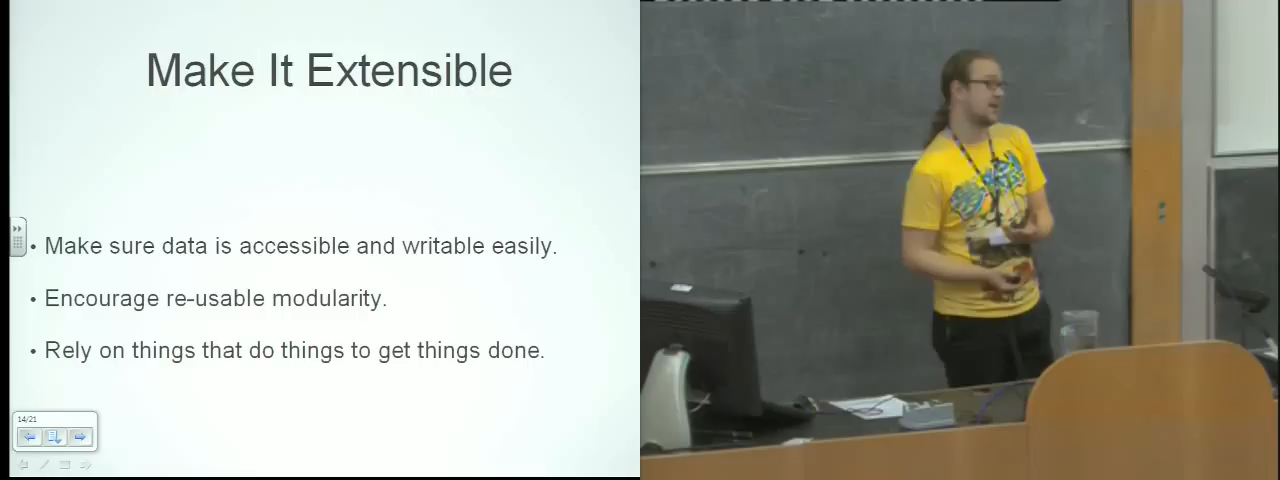 Make It Extensible
• Make sure data is accessible and writable easily.
• Encourage re-usable modularity.
• Rely on things that do things to get things done.
14/21